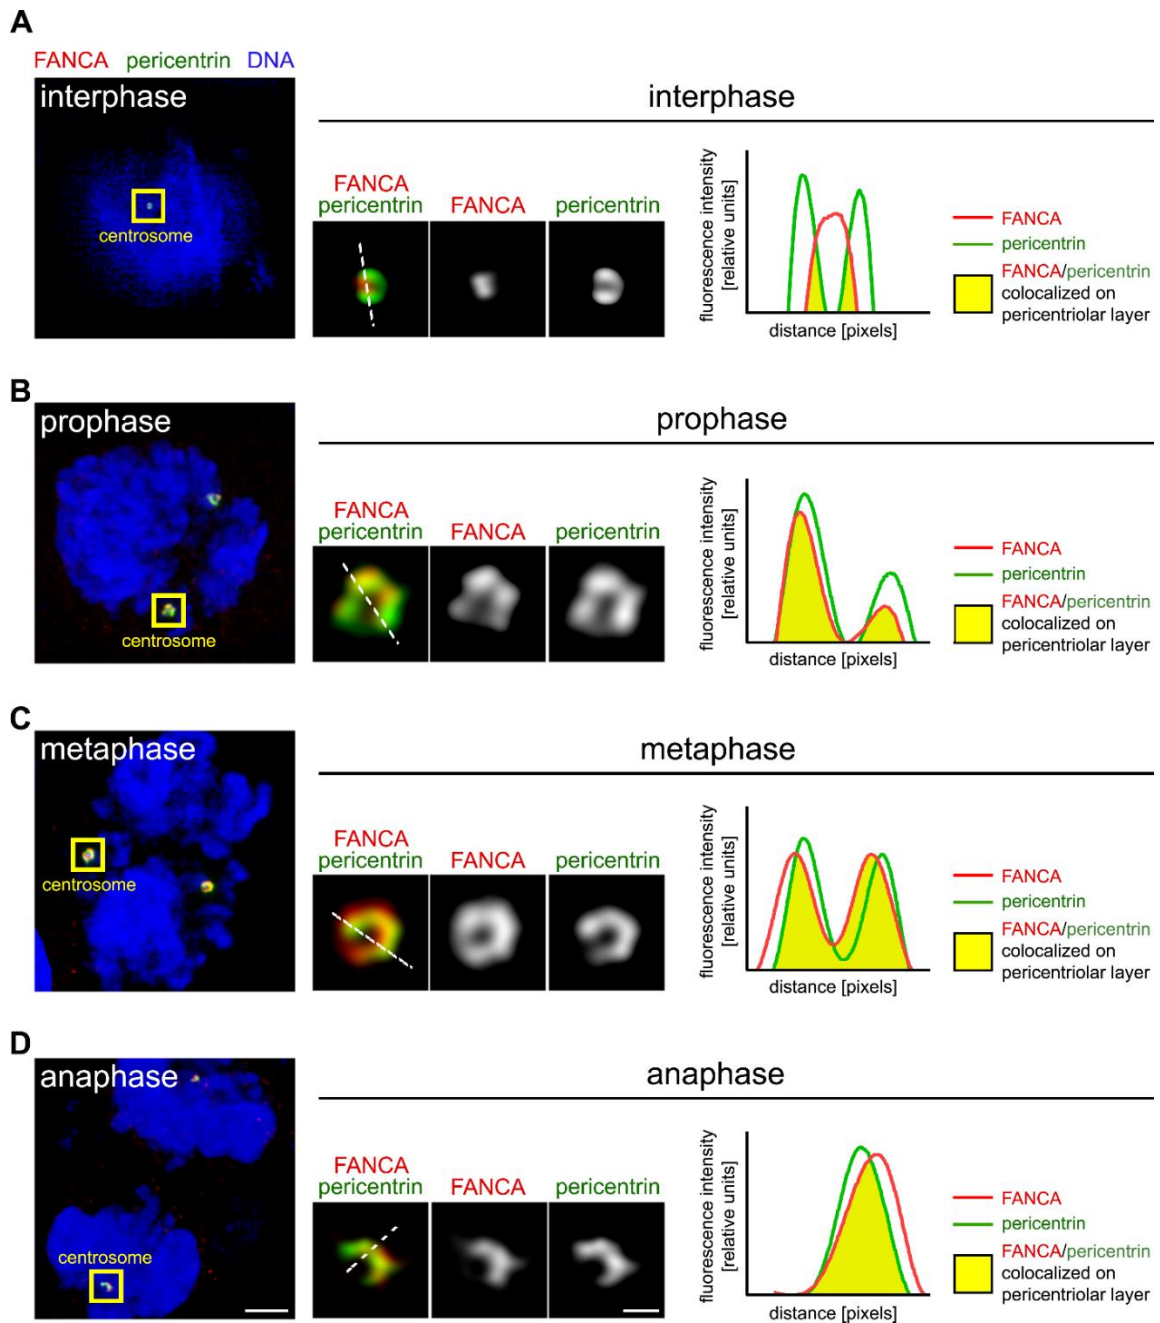 A
FANCA pericentrin DNA
interphase
centrosome
interphase
FANCA
pericentrin
FANCA
pericentrin
fluorescence intensity
[relative units]
distance [pixels]
FANCA
pericentrin
FANCA/pericentrin
colocalized on
pericentriolar layer
B
prophase
centrosome
prophase
FANCA
pericentrin
FANCA
pericentrin
fluorescence intensity
[relative units]
distance [pixels]
FANCA
pericentrin
FANCA/pericentrin
colocalized on
pericentriolar layer
C
metaphase
centrosome
metaphase
FANCA
pericentrin
FANCA
pericentrin
fluorescence intensity
[relative units]
distance [pixels]
FANCA
pericentrin
FANCA/pericentrin
colocalized on
pericentriolar layer
D
anaphase
centrosome
anaphase
FANCA
pericentrin
FANCA
pericentrin
fluorescence intensity
[relative units]
distance [pixels]
FANCA
pericentrin
FANCA/pericentrin
colocalized on
pericentriolar layer